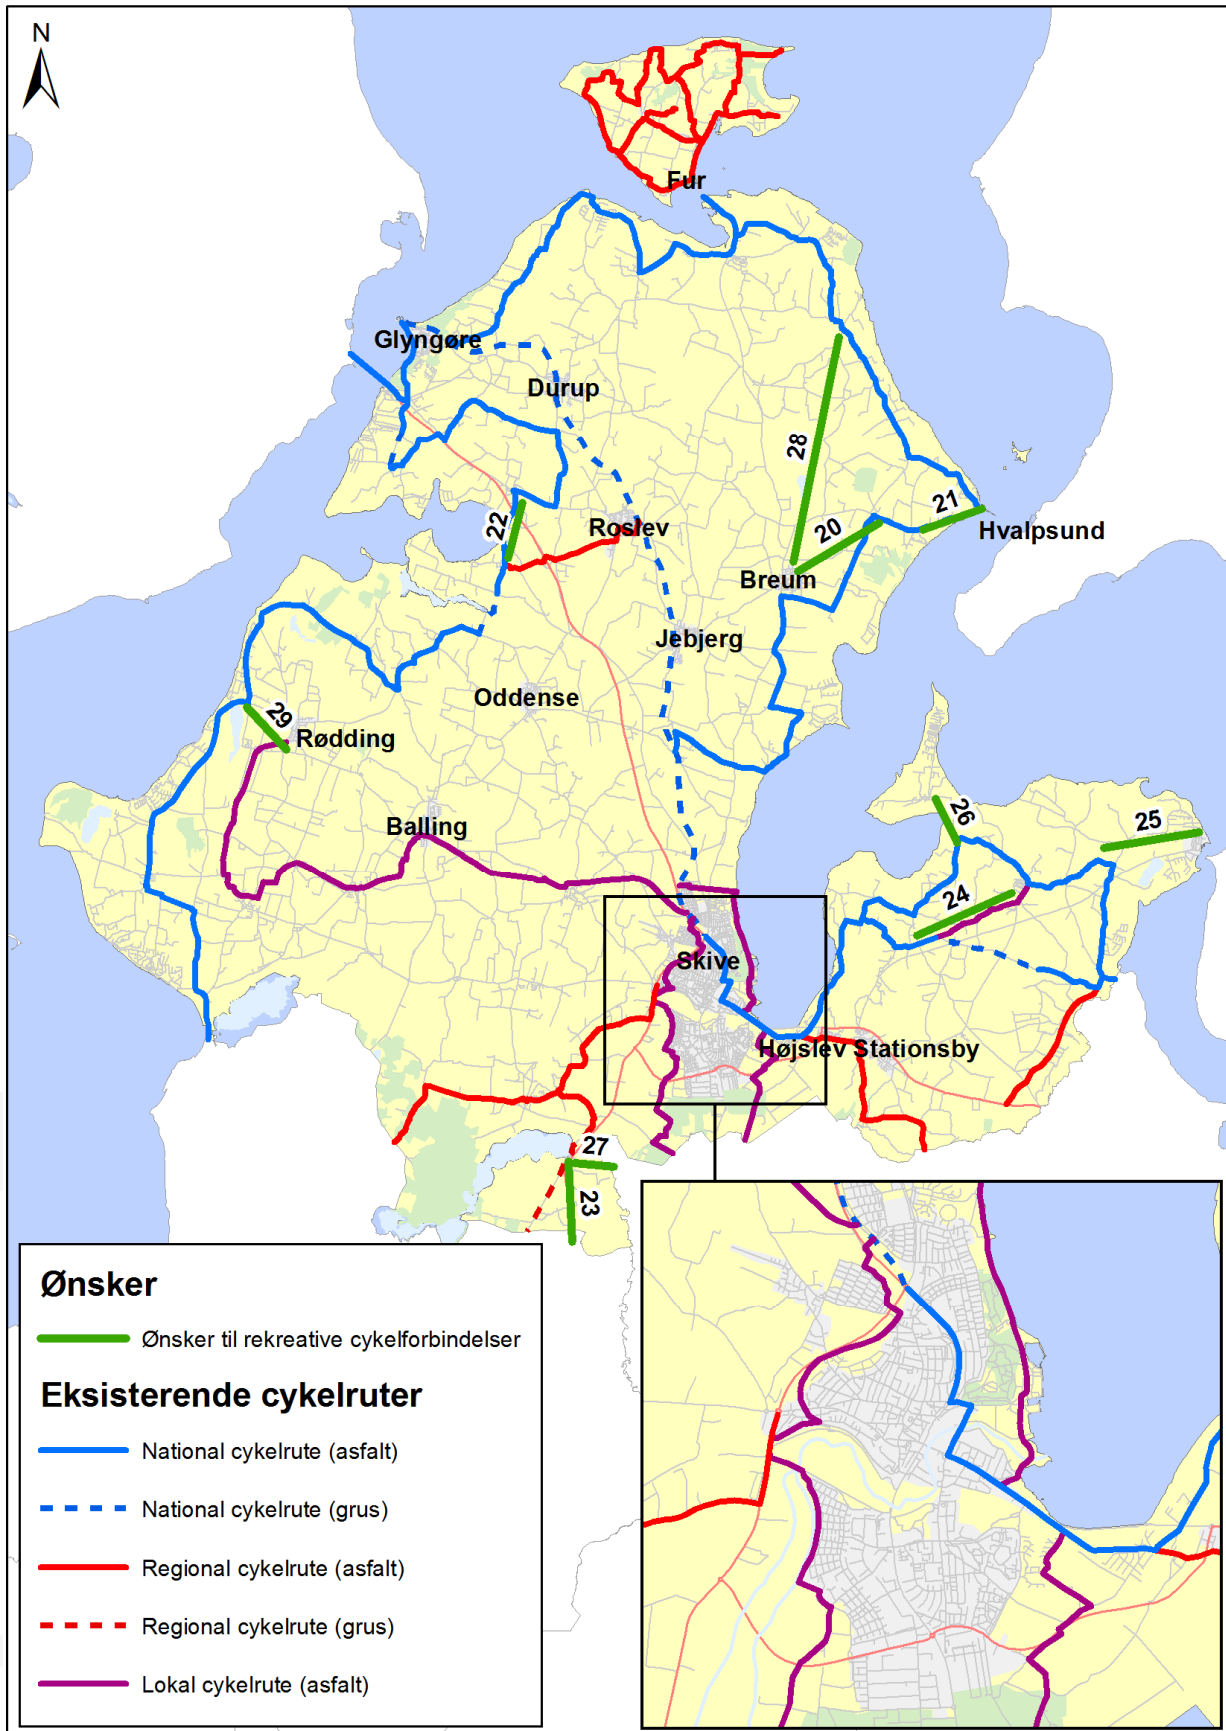 N
Fur
Glyngøre
Durup
28
21
22
Roslev
20
Hvalpsund
Breum
Jebjerg
Oddense
29
Rødding
26
25
Balling
24
Skive
Højslev Stationsby
27
23
Ønsker
Ønsker til rekreative cykelforbindelser
Eksisterende cykelruter
National cykelrute (asfalt)
National cykelrute (grus)
Regional cykelrute (asfalt)
Regional cykelrute (grus)
Lokal cykelrute (asfalt)